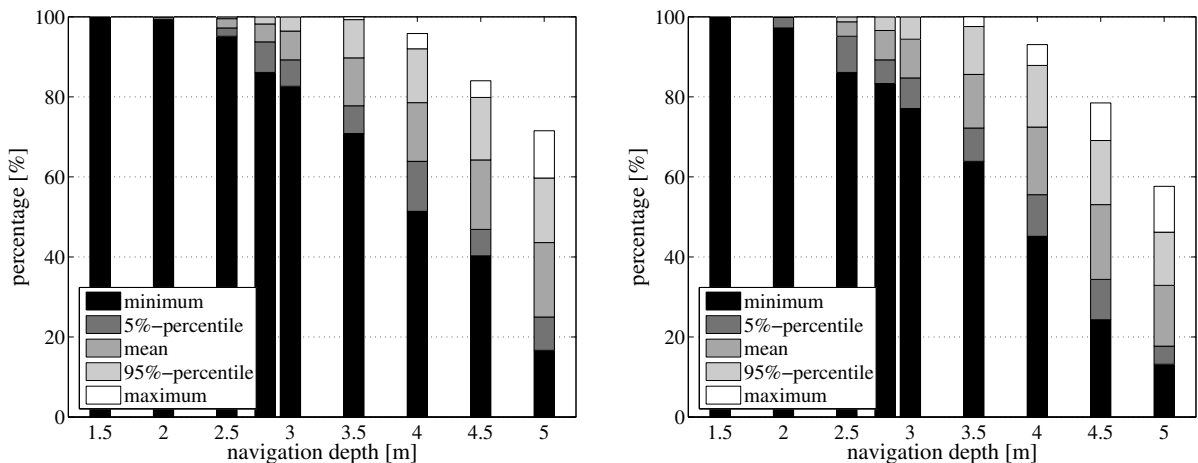 100
80
60
40
20
0
percentage [%]
minimum
5%−percentile
mean
95%−percentile
maximum
1.5 2 2.5 3 3.5 4 4.5 5
navigation depth [m]
100
80
60
40
20
0
percentage [%]
minimum
5%−percentile
mean
95%−percentile
maximum
1.5 2 2.5 3 3.5 4 4.5 5
navigation depth [m]